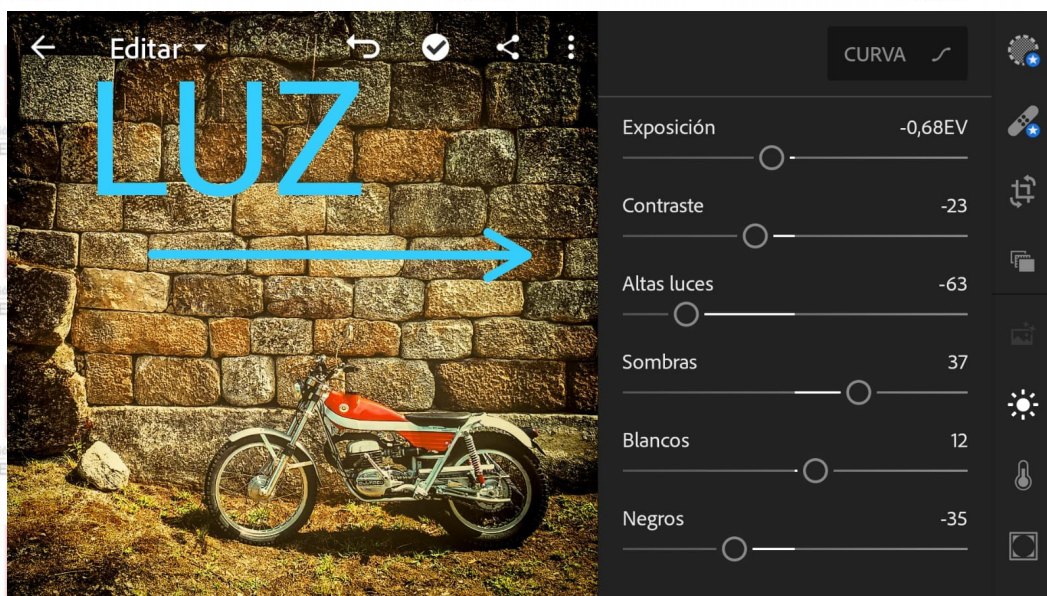 Editar
LUZ
CURVA
Exposición -0,68EV
Contraste -23
Altas luces -63
Sombras 37
Blancos 12
Negros -35